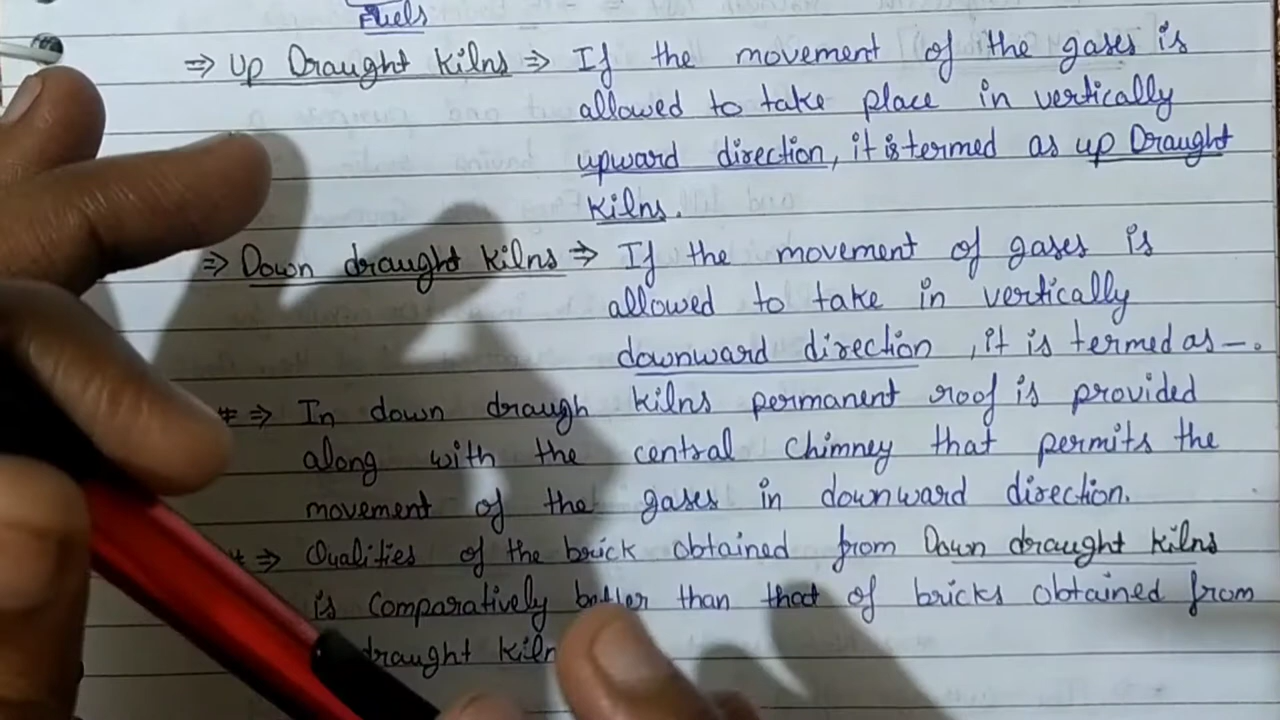 Fuels
⇒ Up Draught Kilns ⇒ If the movement of the gases is
allowed to take place in vertically
upward direction, it is termed as up Draught
Kilns.
⇒ Down draught Kilns ⇒ If the movement of gases is
allowed to take in vertically
downward direction, it is termed as —.
* ⇒ In down draugh kilns permanent roof is provided
along with the central chimney that permits the
movement of the gases in downward direction.
* ⇒ Qualities of the brick obtained from Down draught kilns
is comparatively better than that of bricks obtained from
draught kiln